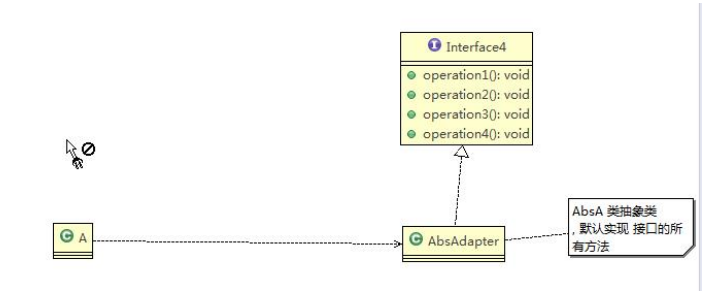 Interface4
operation1(): void
operation2(): void
operation3(): void
operation4(): void
A
AbsAdapter
AbsA 类抽象类
, 默认实现 接口的所
有方法